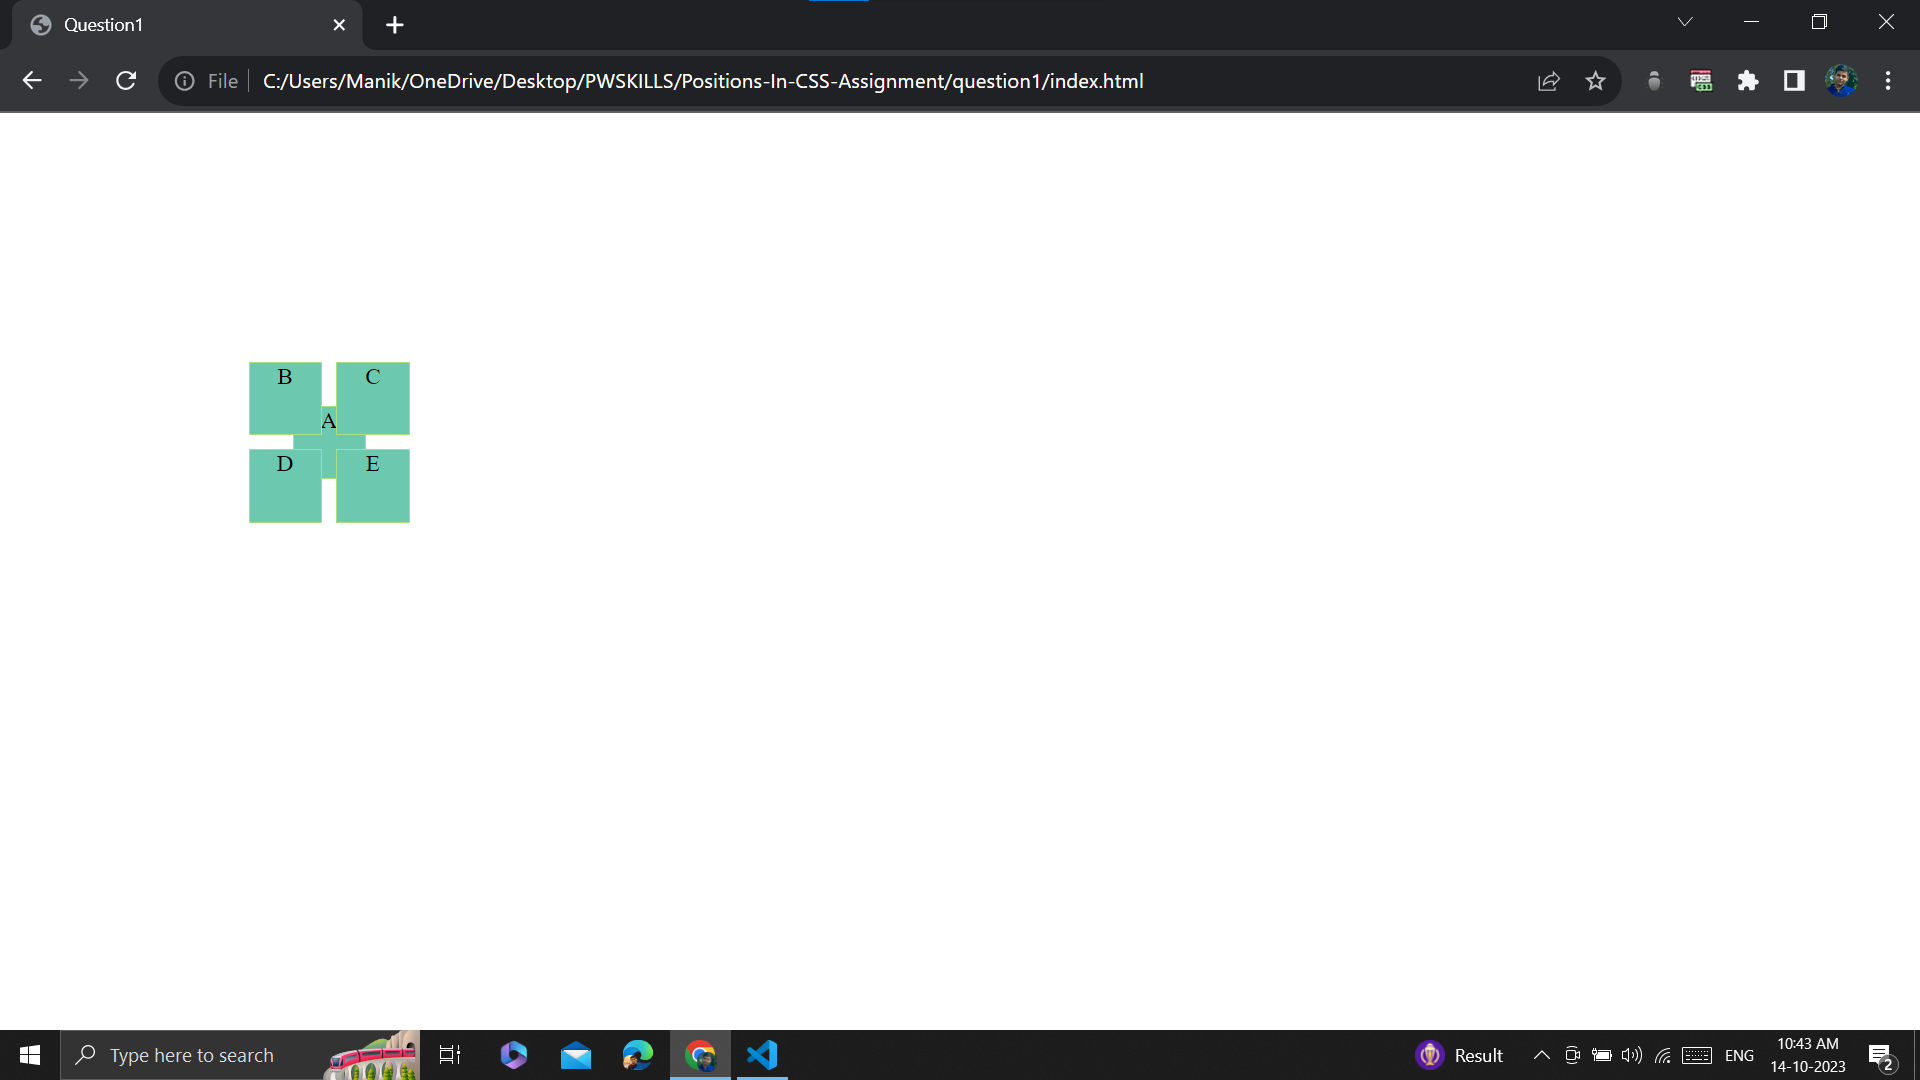 Question1
File
C:/Users/Manik/OneDrive/Desktop/PWSKILLS/Positions-In-CSS-Assignment/question1/index.html
B C
A
D E
Type here to search
Result
ENG
10:43 AM
14-10-2023
2